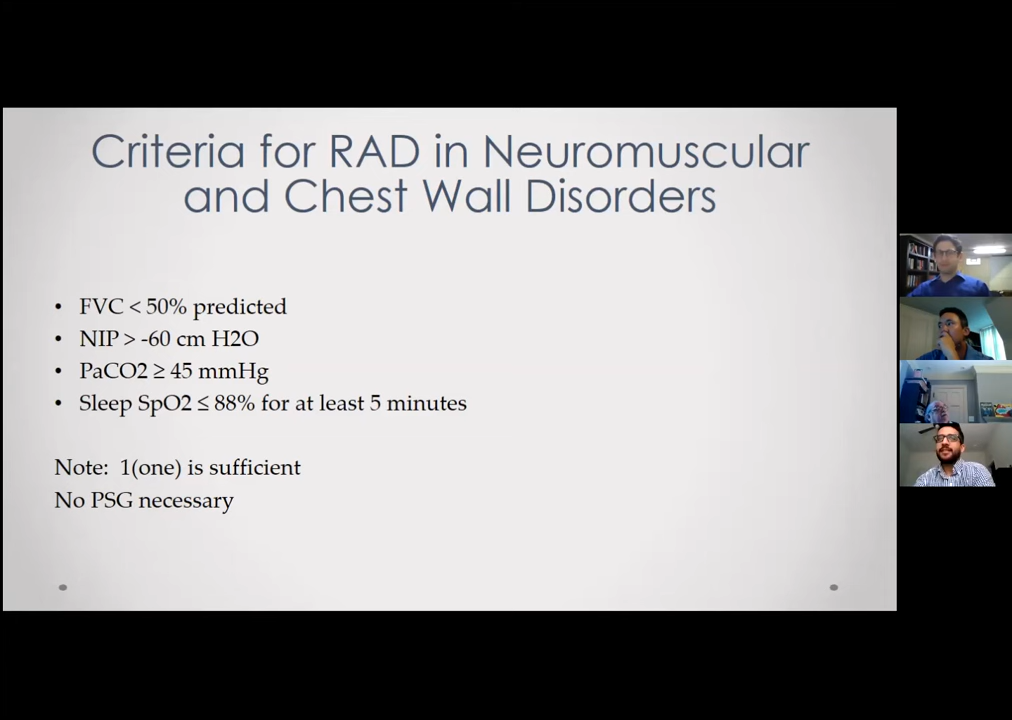 Criteria for RAD in Neuromuscular
and Chest Wall Disorders
• FVC < 50% predicted
• NIP > -60 cm H2O
• PaCO2 ≥ 45 mmHg
• Sleep SpO2 ≤ 88% for at least 5 minutes
Note: 1(one) is sufficient
No PSG necessary